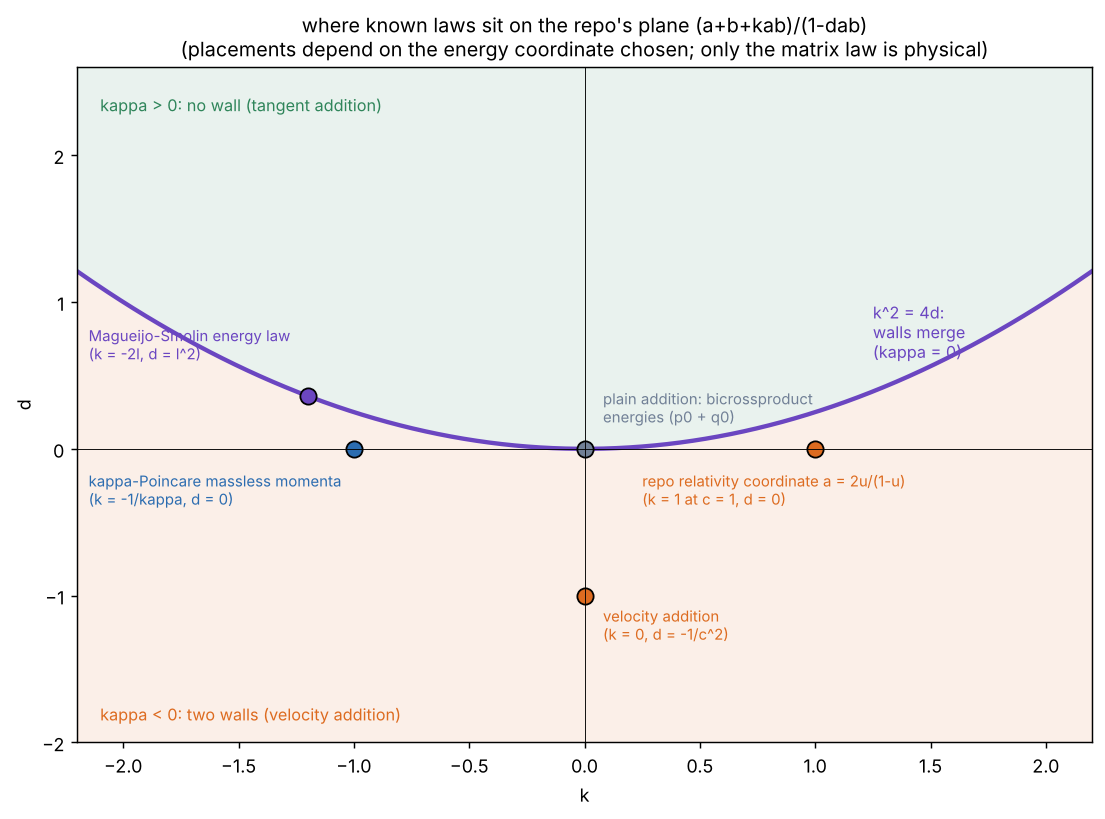 where known laws sit on the repo's plane (a+b+kab)/(1-dab)
(placements depend on the energy coordinate chosen; only the matrix law is physical)
kappa > 0: no wall (tangent addition)
k^2 = 4d:
walls merge
(kappa = 0)
Magueijo-Smolin energy law
(k = -2l, d = l^2)
plain addition: bicrossproduct
energies (p0 + q0)
kappa-Poincare massless momenta
(k = -1/kappa, d = 0)
repo relativity coordinate a = 2u/(1-u)
(k = 1 at c = 1, d = 0)
velocity addition
(k = 0, d = -1/c^2)
kappa < 0: two walls (velocity addition)
d
2
1
0
−1
−2
−2.0 −1.5 −1.0 −0.5 0.0 0.5 1.0 1.5 2.0
k